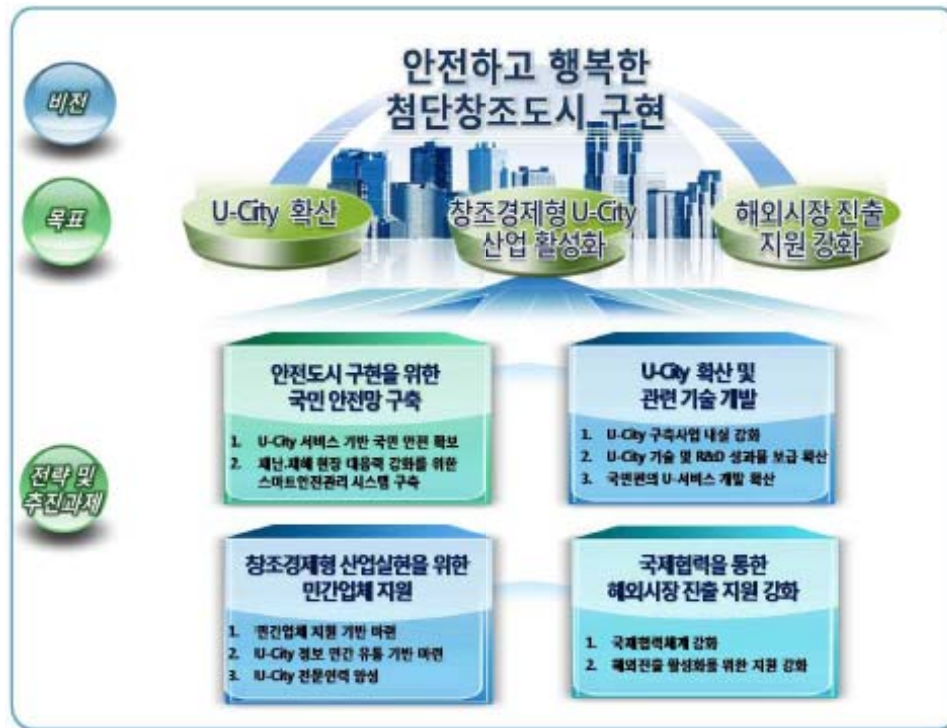 비전
안전하고 행복한
첨단창조도시 구현
목표
U-City 확산
창조경제형 U-City
산업 활성화
해외시장 진출
지원 강화
전략 및
추진과제
안전도시 구현을 위한
국민 안전망 구축
1. U-City 서비스 기반 국민 안전 확보
2. 재난·재해 현장 대응력 강화를 위한
스마트안전관리 시스템 구축
U-City 확산 및
관련 기술 개발
1. U-City 구축사업 내실 강화
2. U-City 기술 및 R&D 성과물 보급 확산
3. 국민편의 U-서비스 개발 확산
창조경제형 산업실현을 위한
민간업체 지원
1. 민간업체 지원 기반 마련
2. U-City 정보 민간 유통 기반 마련
3. U-City 전문인력 양성
국제협력을 통한
해외시장 진출 지원 강화
1. 국제협력체계 강화
2. 해외진출 활성화를 위한 지원 강화